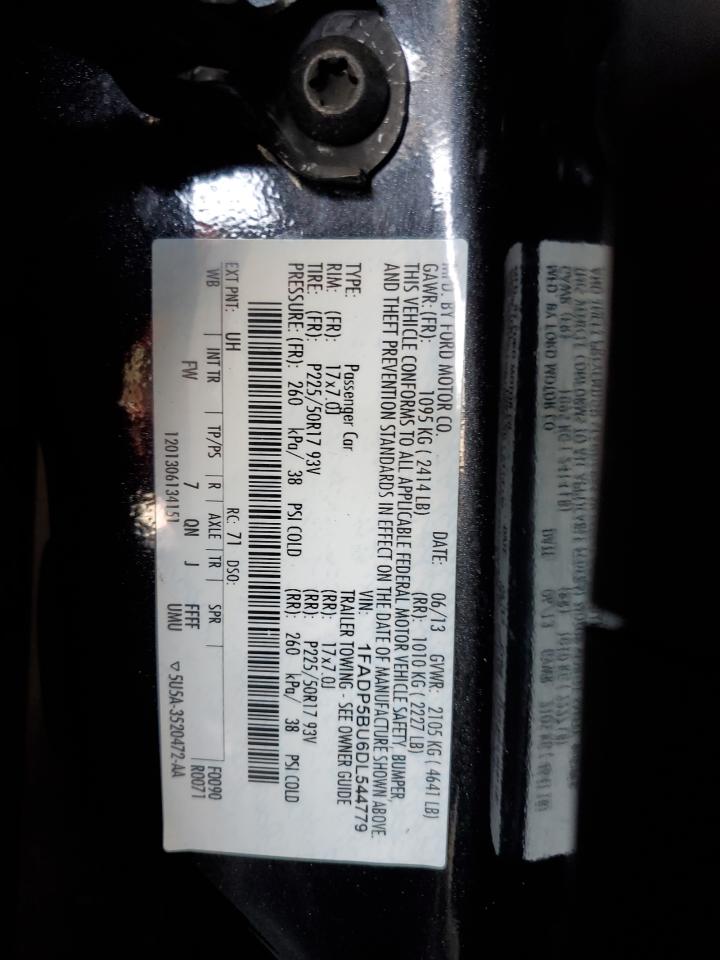 MFD. BY FORD MOTOR CO.
DATE: 06/13 GVWR: 2105 KG ( 4641 LB)
GAWR: (FR): 1095 KG ( 2414 LB) (RR): 1010 KG ( 2227 LB)
THIS VEHICLE CONFORMS TO ALL APPLICABLE FEDERAL MOTOR VEHICLE SAFETY, BUMPER,
AND THEFT PREVENTION STANDARDS IN EFFECT ON THE DATE OF MANUFACTURE SHOWN ABOVE.
VIN: 1FADP5BU6DL544779
TYPE: Passenger Car TRAILER TOWING - SEE OWNER GUIDE
RIM: (FR): 17x7.0J (RR): 17x7.0J
TIRE: (FR): P225/50R17 93V (RR): P225/50R17 93V
PRESSURE: (FR): 260 kPa/ 38 PSI COLD (RR): 260 kPa/ 38 PSI COLD
EXT PNT: UH RC: 71 DSO:
WB INT TR TP/PS R AXLE TR SPR F0090
R0071
FW 7 QN J FFFF
UMU
1201306134151 ▽ 5U5A-3520472-AA